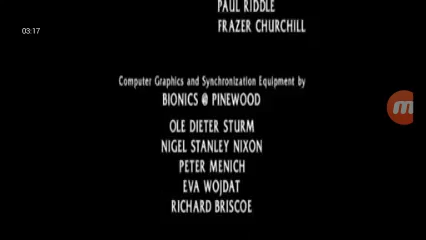 PAUL RIDDLE
FRAZER CHURCHILL
03:17
Computer Graphics and Synchronization Equipment by
BIONICS @ PINEWOOD
OLE DIETER STURM
NIGEL STANLEY NIXON
PETER MENICH
EVA WOJDAT
RICHARD BRISCOE